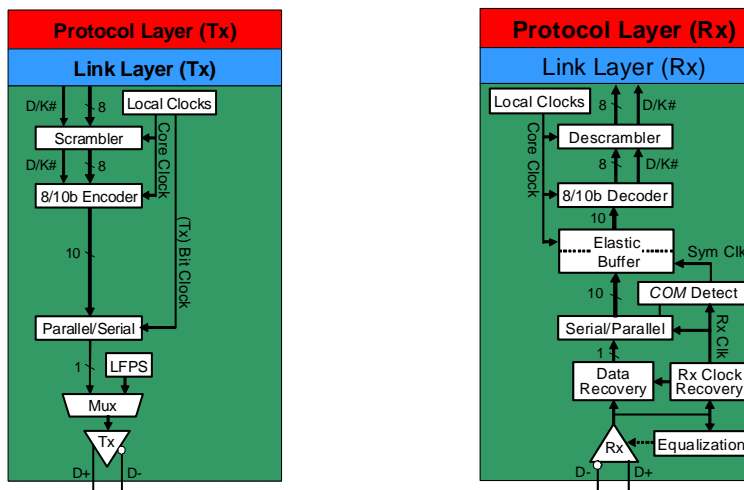 Protocol Layer (Tx)
Link Layer (Tx)
D/K#
8
Local Clocks
Scrambler
Core Clock
D/K#
8
8/10b Encoder
(Tx) Bit Clock
10
Parallel/Serial
1
LFPS
Mux
Tx
D+
D-
Protocol Layer (Rx)
Link Layer (Rx)
Local Clocks
8
D/K#
Core Clock
Descrambler
8
D/K#
8/10b Decoder
10
Elastic
Buffer
Sym Clk
10
COM Detect
Serial/Parallel
Rx Clk
1
Data
Recovery
Rx Clock
Recovery
Rx
Equalization
D-
D+